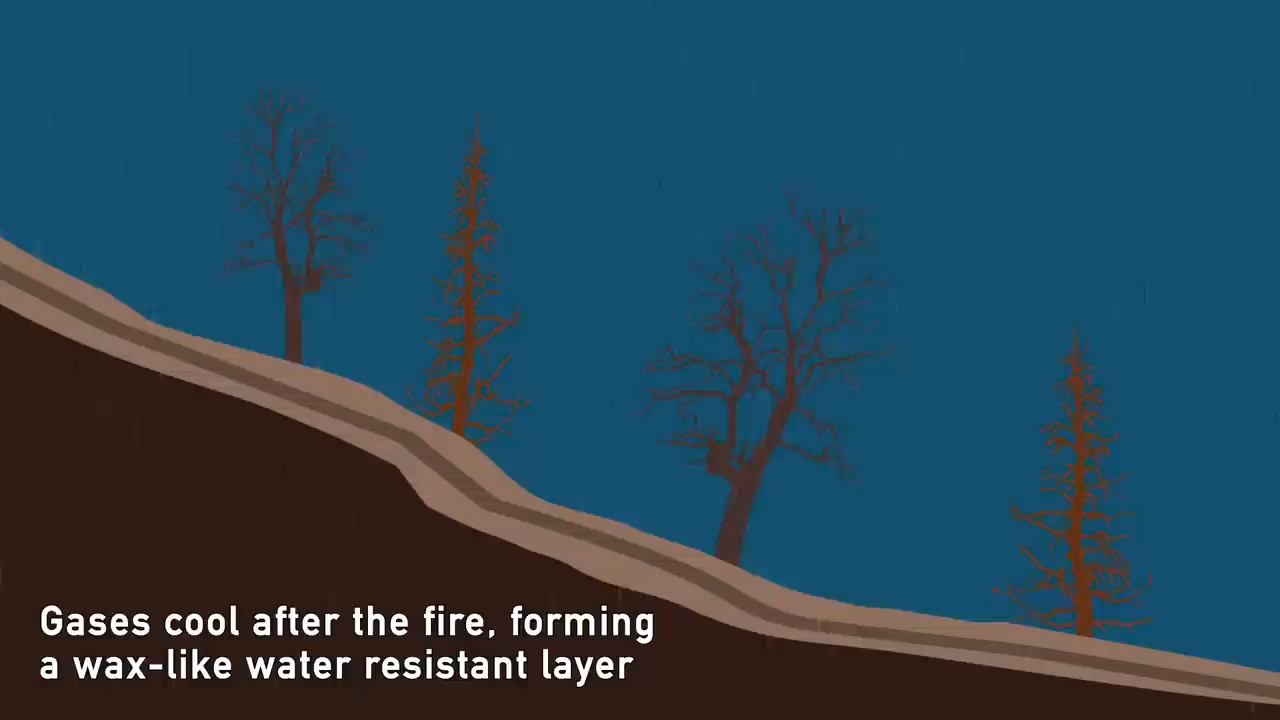 Gases cool after the fire, forming
a wax-like water resistant layer